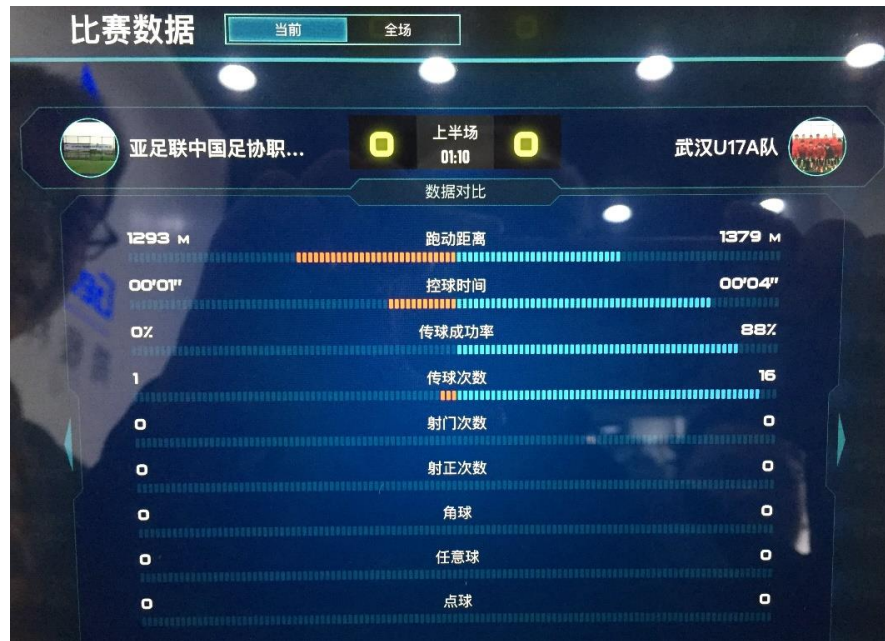 比赛数据 当前 全场
亚足联中国足协职... 0 上半场 0 武汉U17A队
01:10
数据对比
1293 M 跑动距离 1379 M
00'01" 控球时间 00'04"
0% 传球成功率 88%
1 传球次数 16
0 射门次数 0
0 射正次数 0
0 角球 0
0 任意球 0
0 点球 0